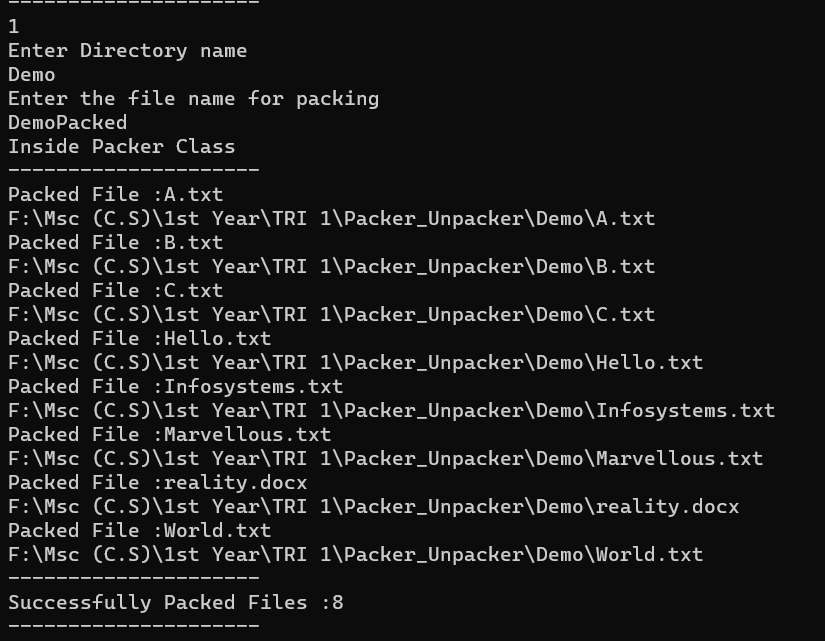 ---------------------
1
Enter Directory name
Demo
Enter the file name for packing
DemoPacked
Inside Packer Class
---------------------
Packed File :A.txt
F:\Msc (C.S)\1st Year\TRI 1\Packer_Unpacker\Demo\A.txt
Packed File :B.txt
F:\Msc (C.S)\1st Year\TRI 1\Packer_Unpacker\Demo\B.txt
Packed File :C.txt
F:\Msc (C.S)\1st Year\TRI 1\Packer_Unpacker\Demo\C.txt
Packed File :Hello.txt
F:\Msc (C.S)\1st Year\TRI 1\Packer_Unpacker\Demo\Hello.txt
Packed File :Infosystems.txt
F:\Msc (C.S)\1st Year\TRI 1\Packer_Unpacker\Demo\Infosystems.txt
Packed File :Marvellous.txt
F:\Msc (C.S)\1st Year\TRI 1\Packer_Unpacker\Demo\Marvellous.txt
Packed File :reality.docx
F:\Msc (C.S)\1st Year\TRI 1\Packer_Unpacker\Demo\reality.docx
Packed File :World.txt
F:\Msc (C.S)\1st Year\TRI 1\Packer_Unpacker\Demo\World.txt
---------------------
Successfully Packed Files :8
---------------------